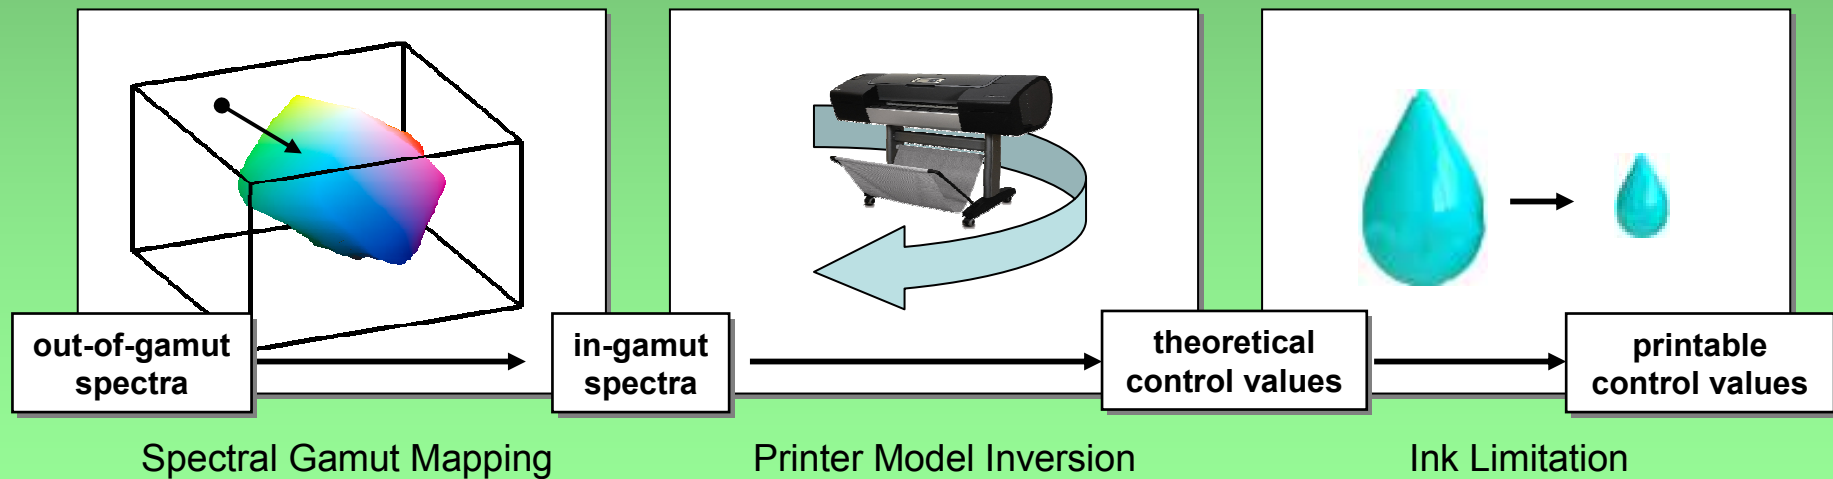 out-of-gamut
spectra
in-gamut
spectra
theoretical
control values
printable
control values
Spectral Gamut Mapping
Printer Model Inversion
Ink Limitation